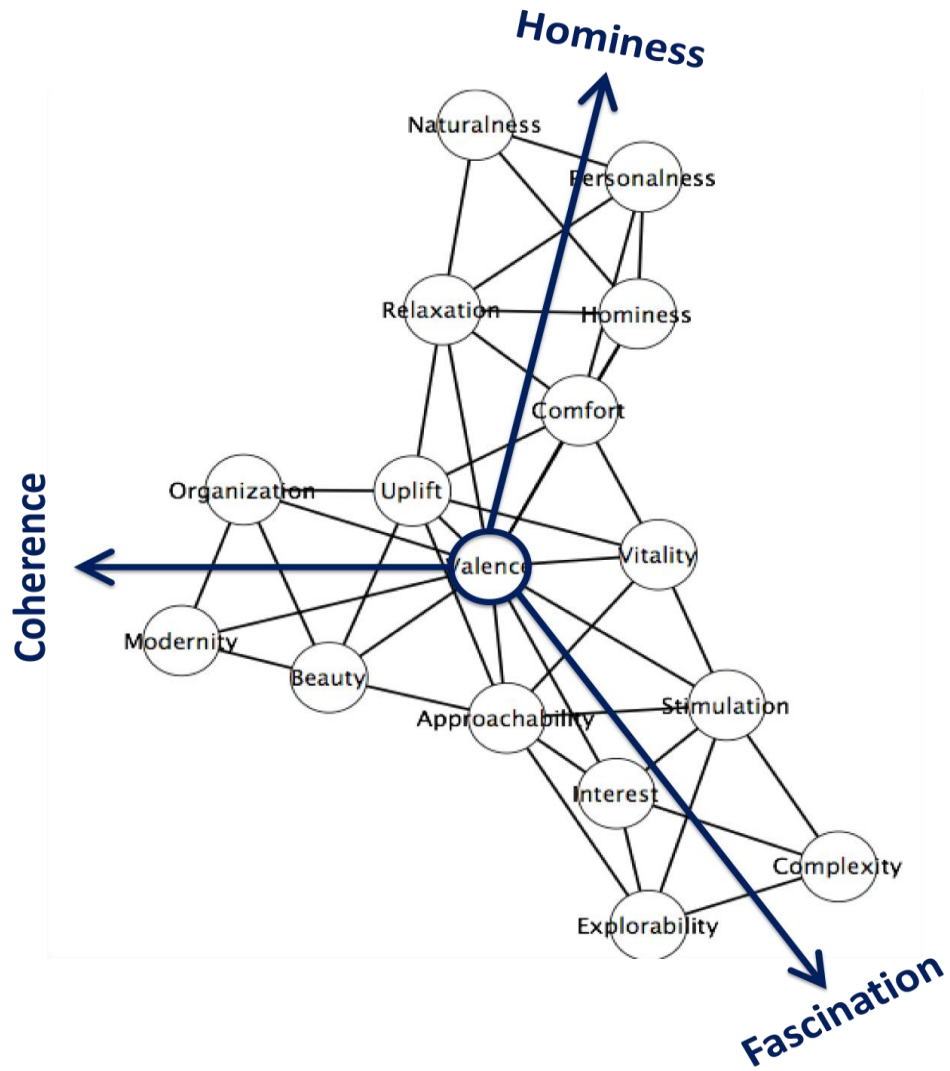 Hominess
Naturalness
Personalness
Relaxation
Hominess
Comfort
Organization
Uplift
Coherence
Valence
Vitality
Modernity
Beauty
Approachability
Stimulation
Interest
Complexity
Explorability
Fascination